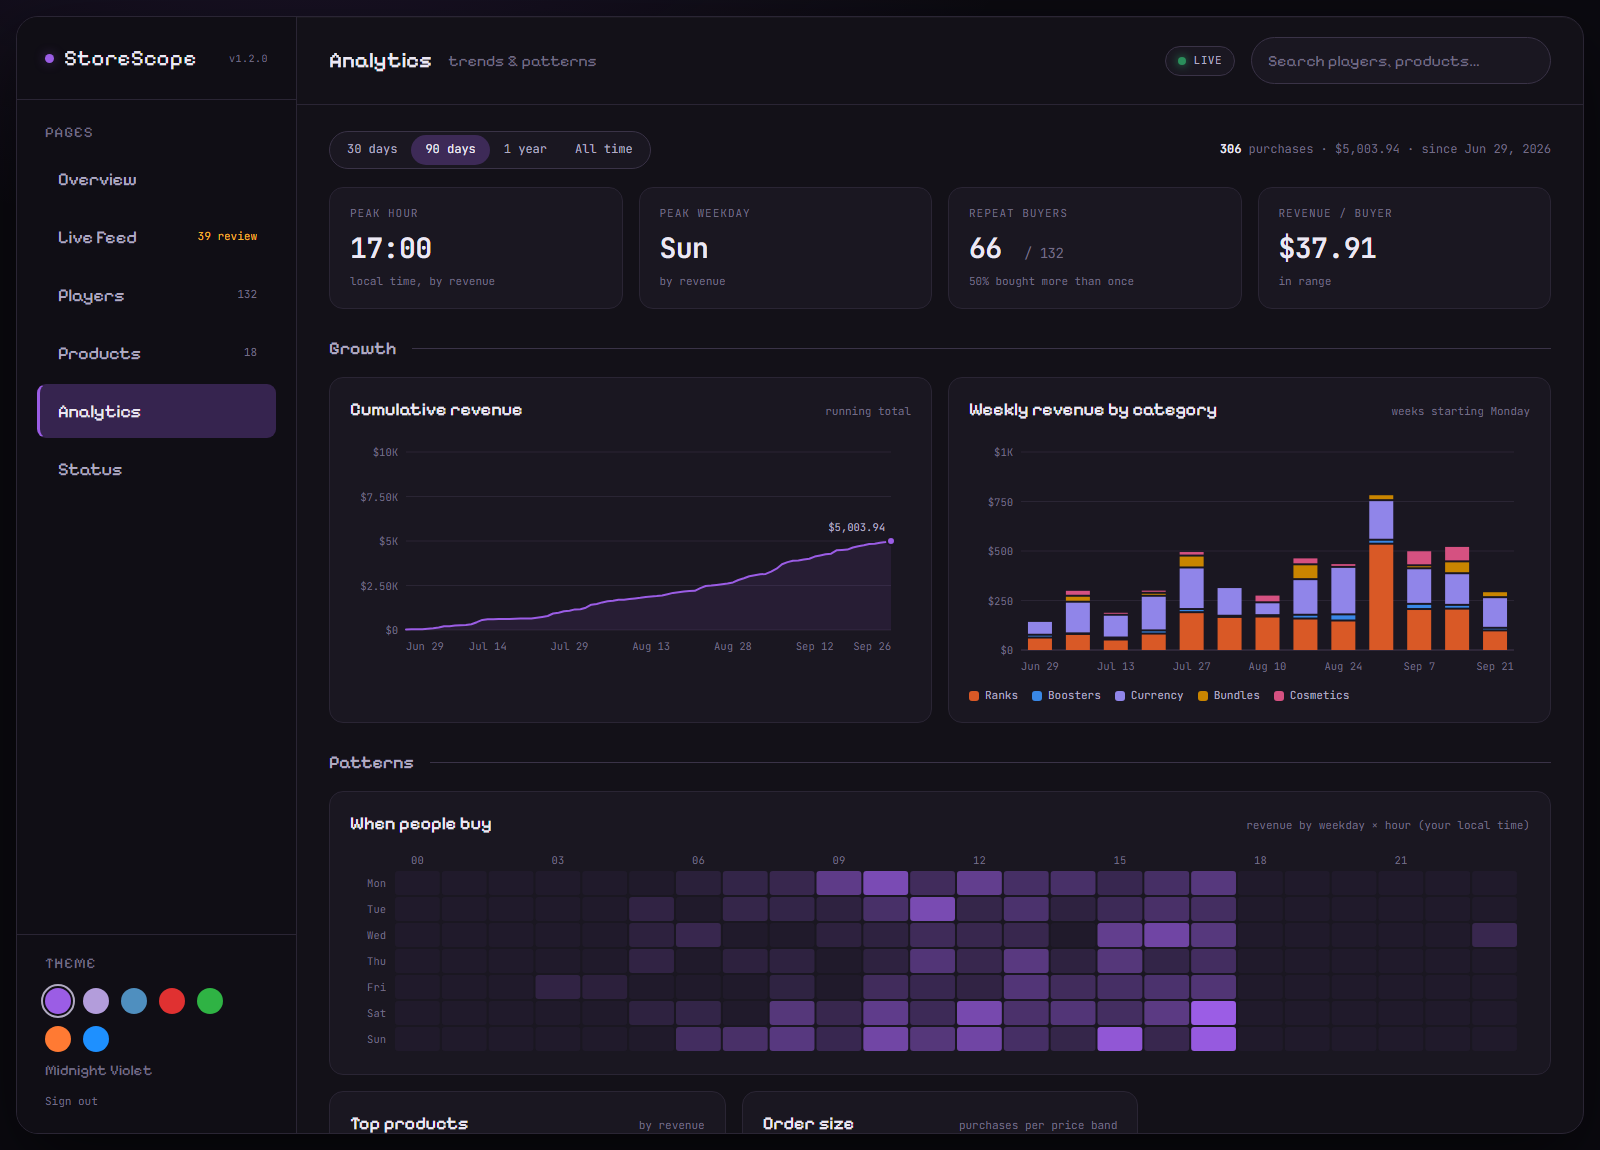 StoreScope v1.2.0
PAGES
Overview
Live Feed 39 review
Players 132
Products 18
Analytics
Status
THEME
Midnight Violet
Sign out
Analytics trends & patterns
LIVE
Search players, products...
30 days 90 days 1 year All time
306 purchases · $5,003.94 · since Jun 29, 2026
PEAK HOUR
17:00
local time, by revenue
PEAK WEEKDAY
Sun
by revenue
REPEAT BUYERS
66 / 132
50% bought more than once
REVENUE / BUYER
$37.91
in range
Growth
Cumulative revenue running total
$10K
$7.50K
$5,003.94
$5K
$2.50K
$0
Jun 29 Jul 14 Jul 29 Aug 13 Aug 28 Sep 12 Sep 26
Weekly revenue by category weeks starting Monday
$1K
$750
$500
$250
$0
Jun 29 Jul 13 Jul 27 Aug 10 Aug 24 Sep 7 Sep 21
Ranks Boosters Currency Bundles Cosmetics
Patterns
When people buy revenue by weekday × hour (your local time)
00 03 06 09 12 15 18 21
Mon
Tue
Wed
Thu
Fri
Sat
Sun
Top products by revenue
Order size purchases per price band